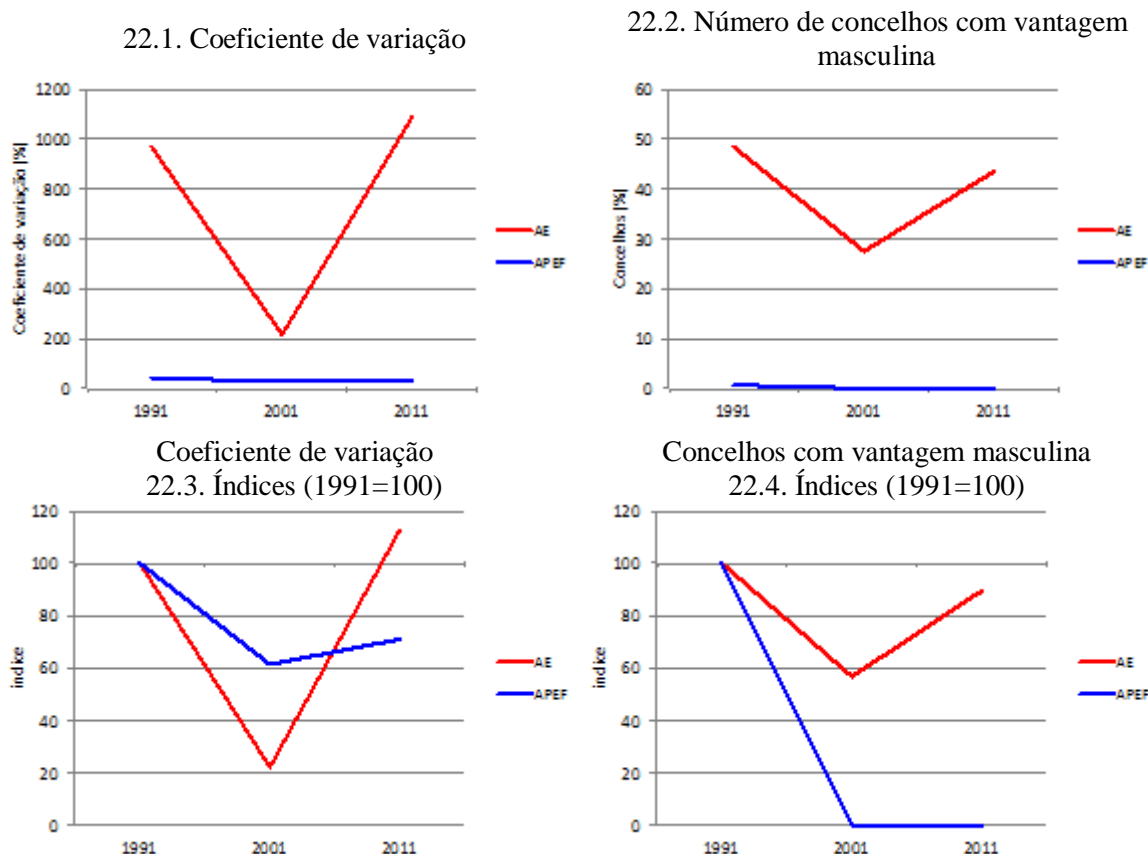 22.1. Coeficiente de variação
1200
1000
800
600
400
200
0
Coeficiente de variação [%]
1991
2001
2011
AE
APEF
22.2. Número de concelhos com vantagem
masculina
60
50
40
30
20
10
0
Concelhos [%]
1991
2001
2011
AE
APEF
Coeficiente de variação
22.3. Índices (1991=100)
120
100
80
60
40
20
0
índice
1991
2001
2011
AE
APEF
Concelhos com vantagem masculina
22.4. Índices (1991=100)
120
100
80
60
40
20
0
índice
1991
2001
2011
AE
APEF